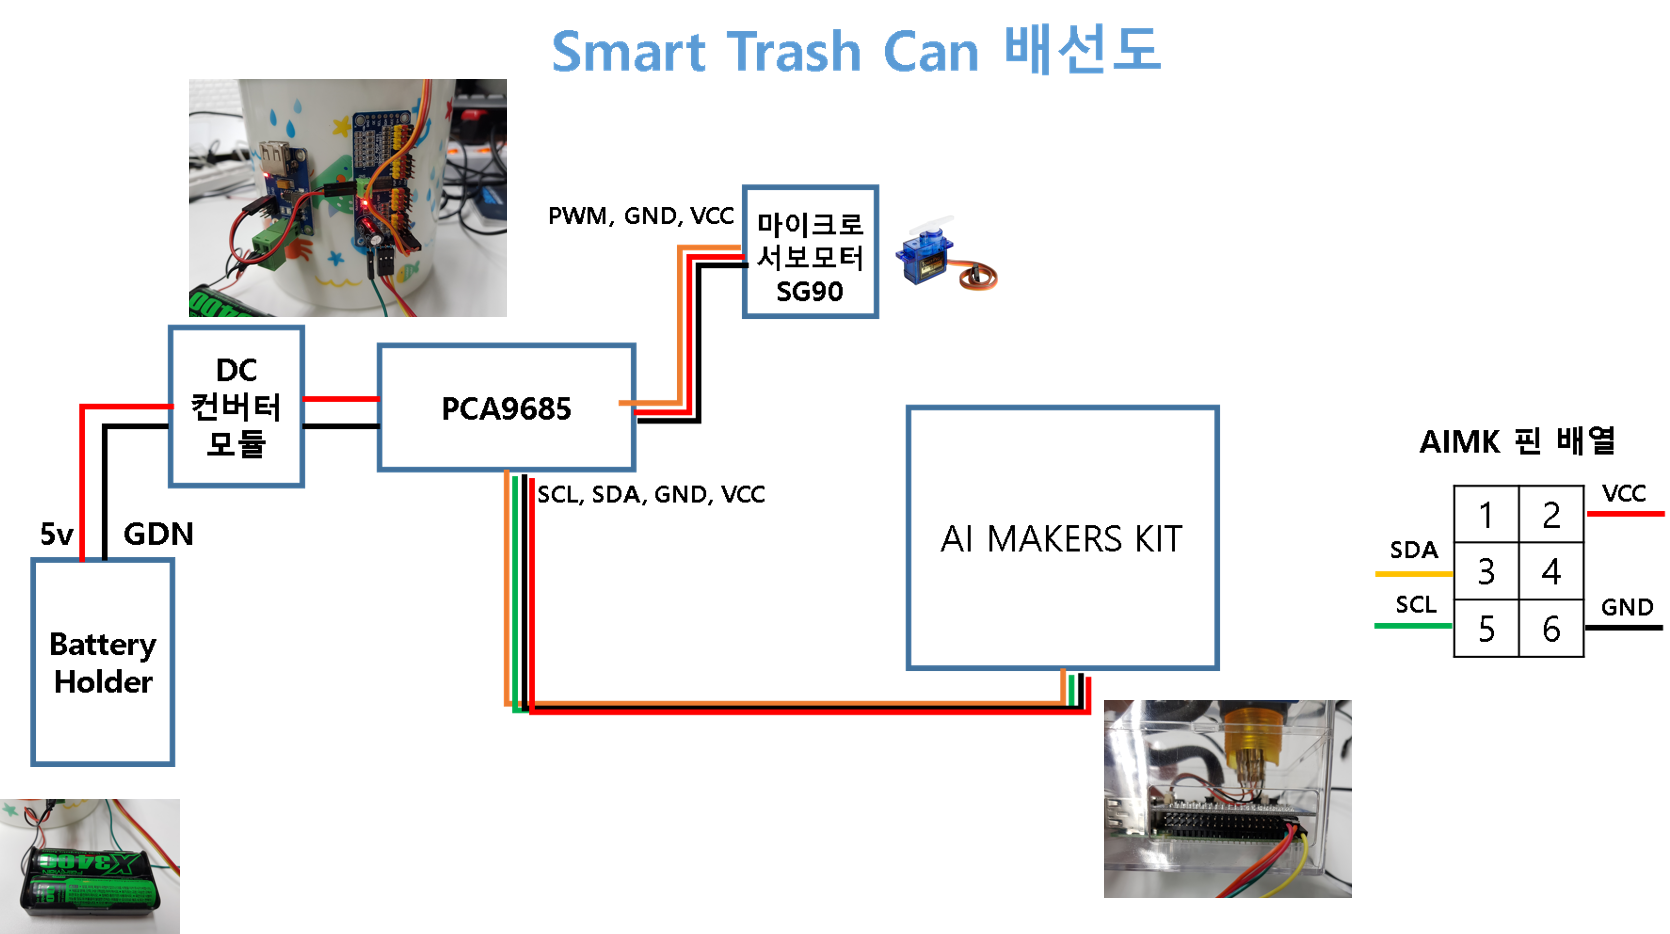 Smart Trash Can 배선도
PWM, GND, VCC
마이크로
서보모터
SG90
DC
컨버터
모듈
PCA9685
SCL, SDA, GND, VCC
5v
GDN
Battery
Holder
AI MAKERS KIT
AIMK 핀 배열
1
2
VCC
SDA
3
4
SCL
5
6
GND
3400
X3400